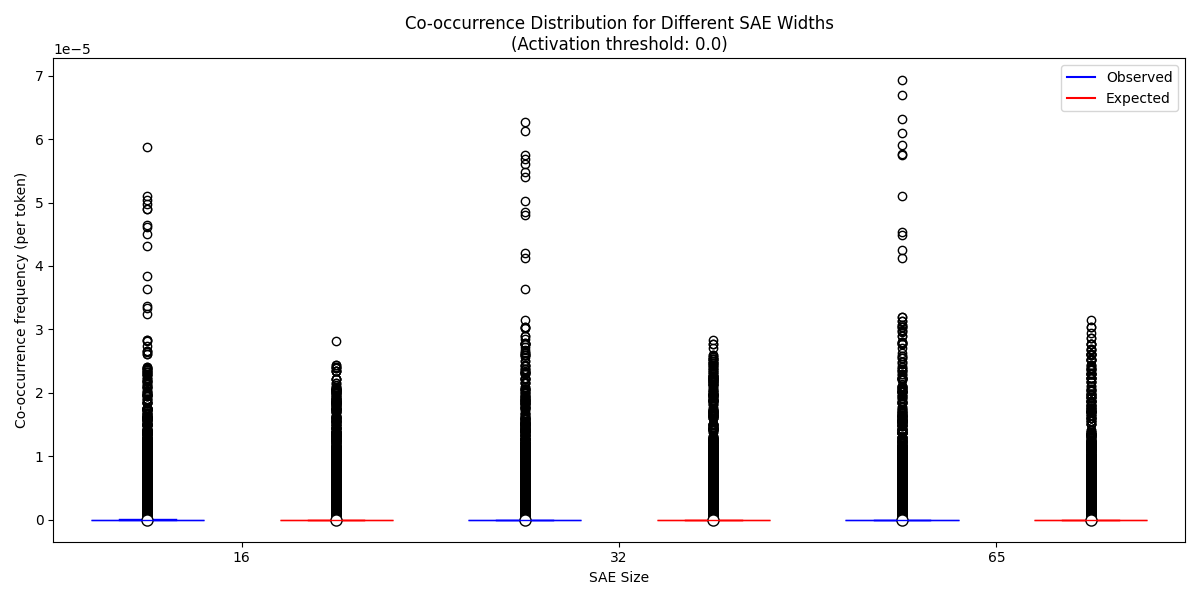 Co-occurrence Distribution for Different SAE Widths
(Activation threshold: 0.0)
1e−5
Observed
Expected
7
6
5
4
3
2
1
0
Co-occurrence frequency (per token)
16
32
65
SAE Size